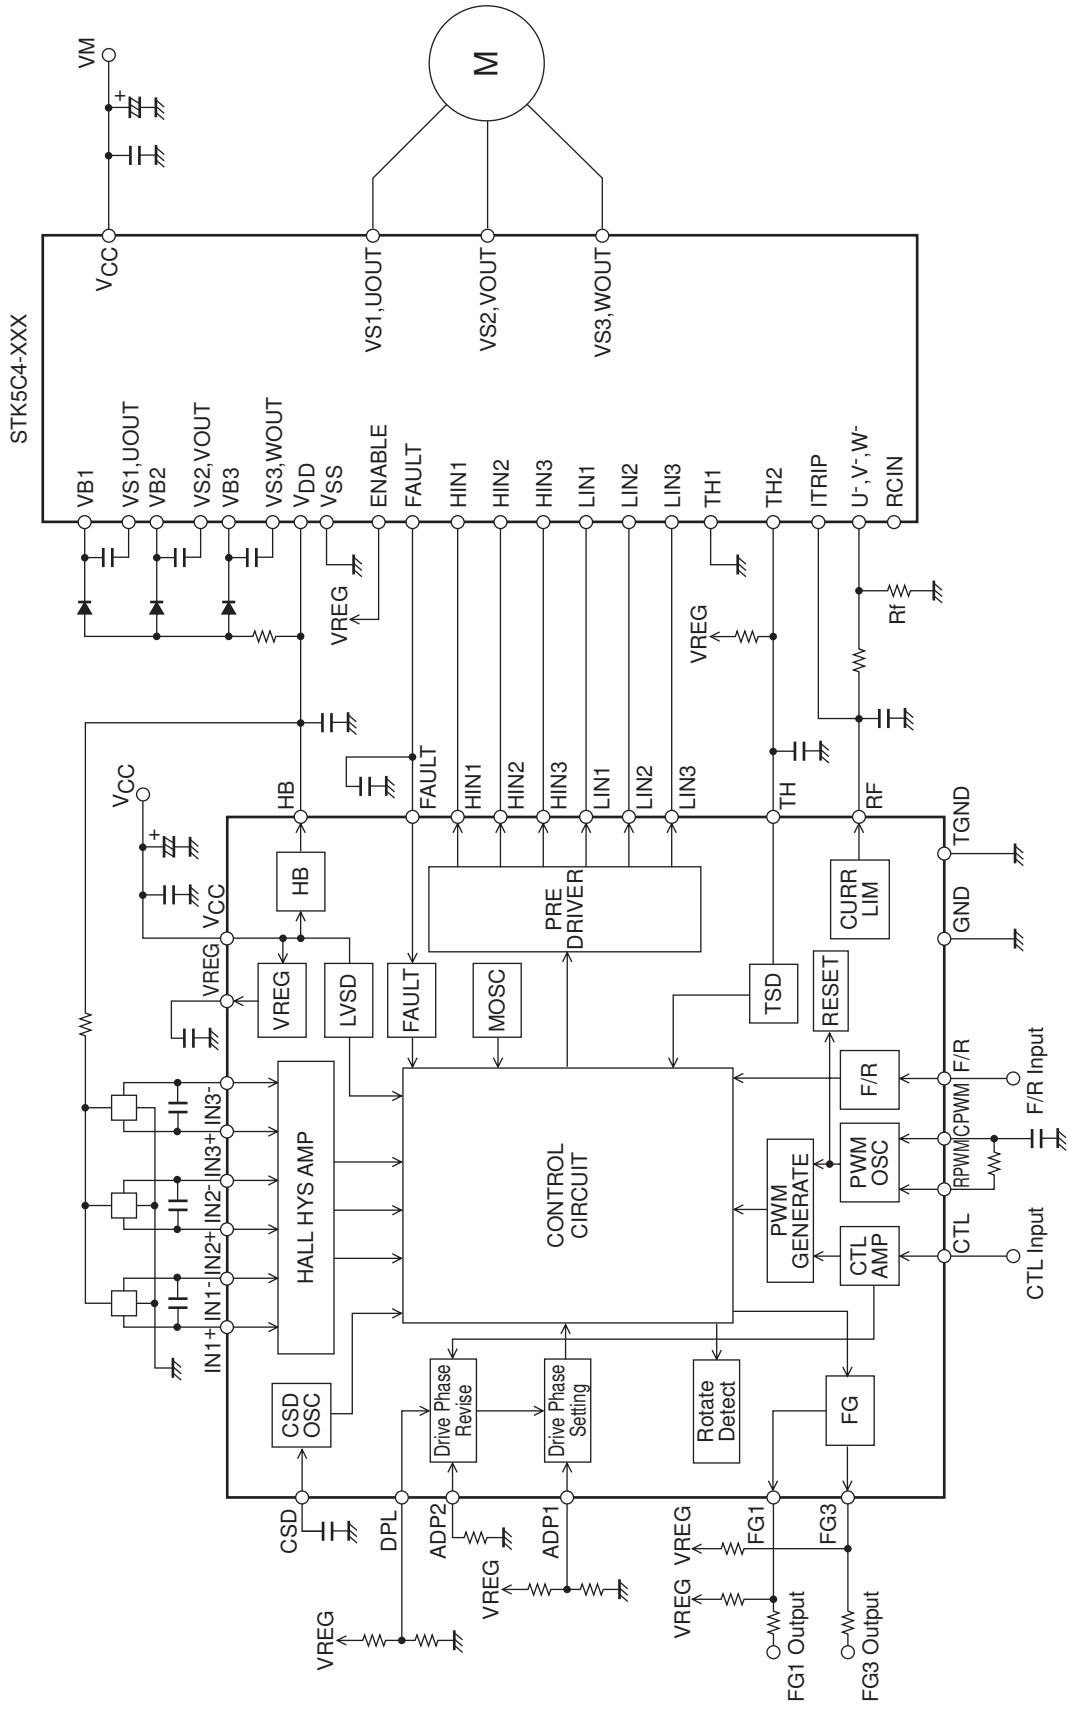 STK5C4-XXX
VM
+
VCC
VS1,UOUT
VS2,VOUT
VS3,WOUT
M
VB1
VS1,UOUT
VB2
VS2,VOUT
VB3
VS3,WOUT
VDD
VSS
ENABLE
FAULT
HIN1
HIN2
HIN3
LIN1
LIN2
LIN3
TH1
TH2
ITRIP
U-,V-,W-
RCIN
VREG
VREG
Rf
VCC
+
VCC
VREG
HB
FAULT
HIN1
HIN2
HIN3
LIN1
LIN2
LIN3
TH
RF
TGND
GND
HB
VREG
LVSD
FAULT
MOSC
PRE
DRIVER
TSD
CURR
LIM
RESET
IN1+
IN1-
IN2+
IN2-
IN3+
IN3-
HALL HYS AMP
CONTROL
CIRCUIT
F/R
PWM
OSC
PWM
GENERATE
CTL
AMP
F/R
CPWM
RPWM
CTL
F/R Input
CTL Input
CSD
OSC
Drive Phase
Revise
Drive Phase
Setting
Rotate
Detect
FG
CSD
DPL
ADP2
ADP1
FG1
FG3
VREG
VREG
VREG
VREG
FG1 Output
FG3 Output